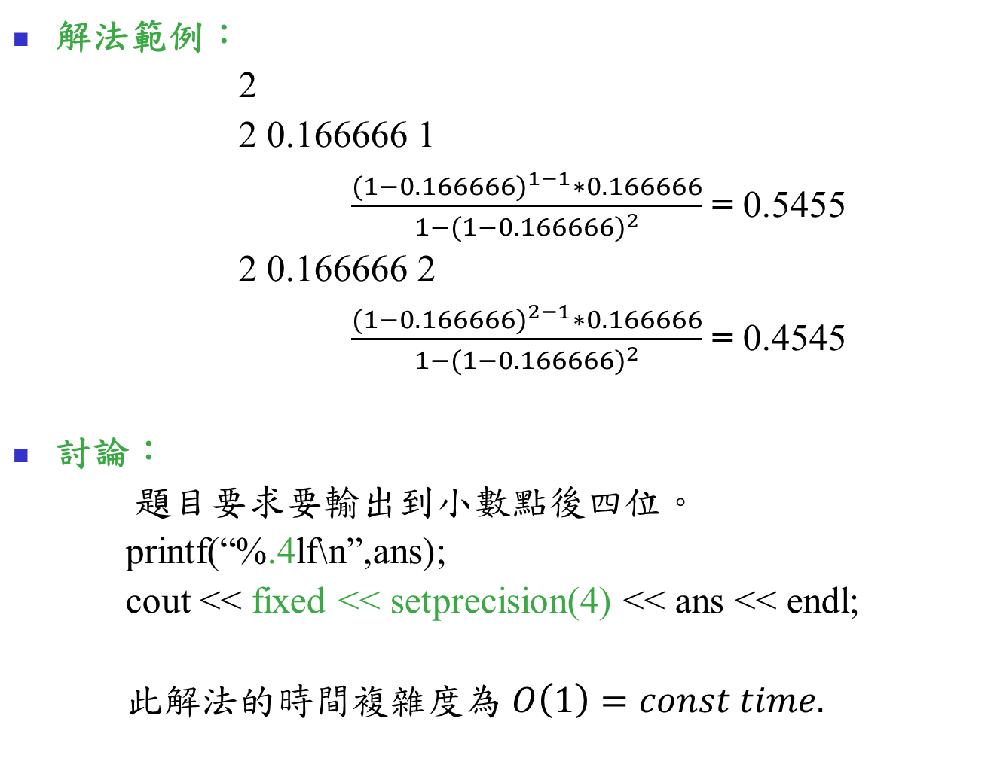 解法範例：
2
2 0.166666 1
(1−0.166666)^{1−1}∗0.166666
1−(1−0.166666)^2
= 0.5455
2 0.166666 2
(1−0.166666)^{2−1}∗0.166666
1−(1−0.166666)^2
= 0.4545
討論：
題目要求要輸出到小數點後四位。
printf(“%.4lf\n”,ans);
cout << fixed << setprecision(4) << ans << endl;
此解法的時間複雜度為 O(1) = const time.